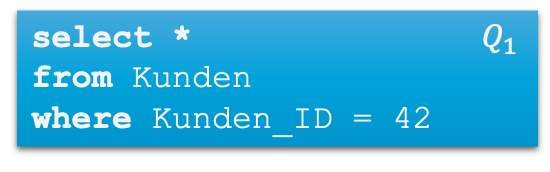 select * Q₁
from Kunden
where Kunden_ID = 42